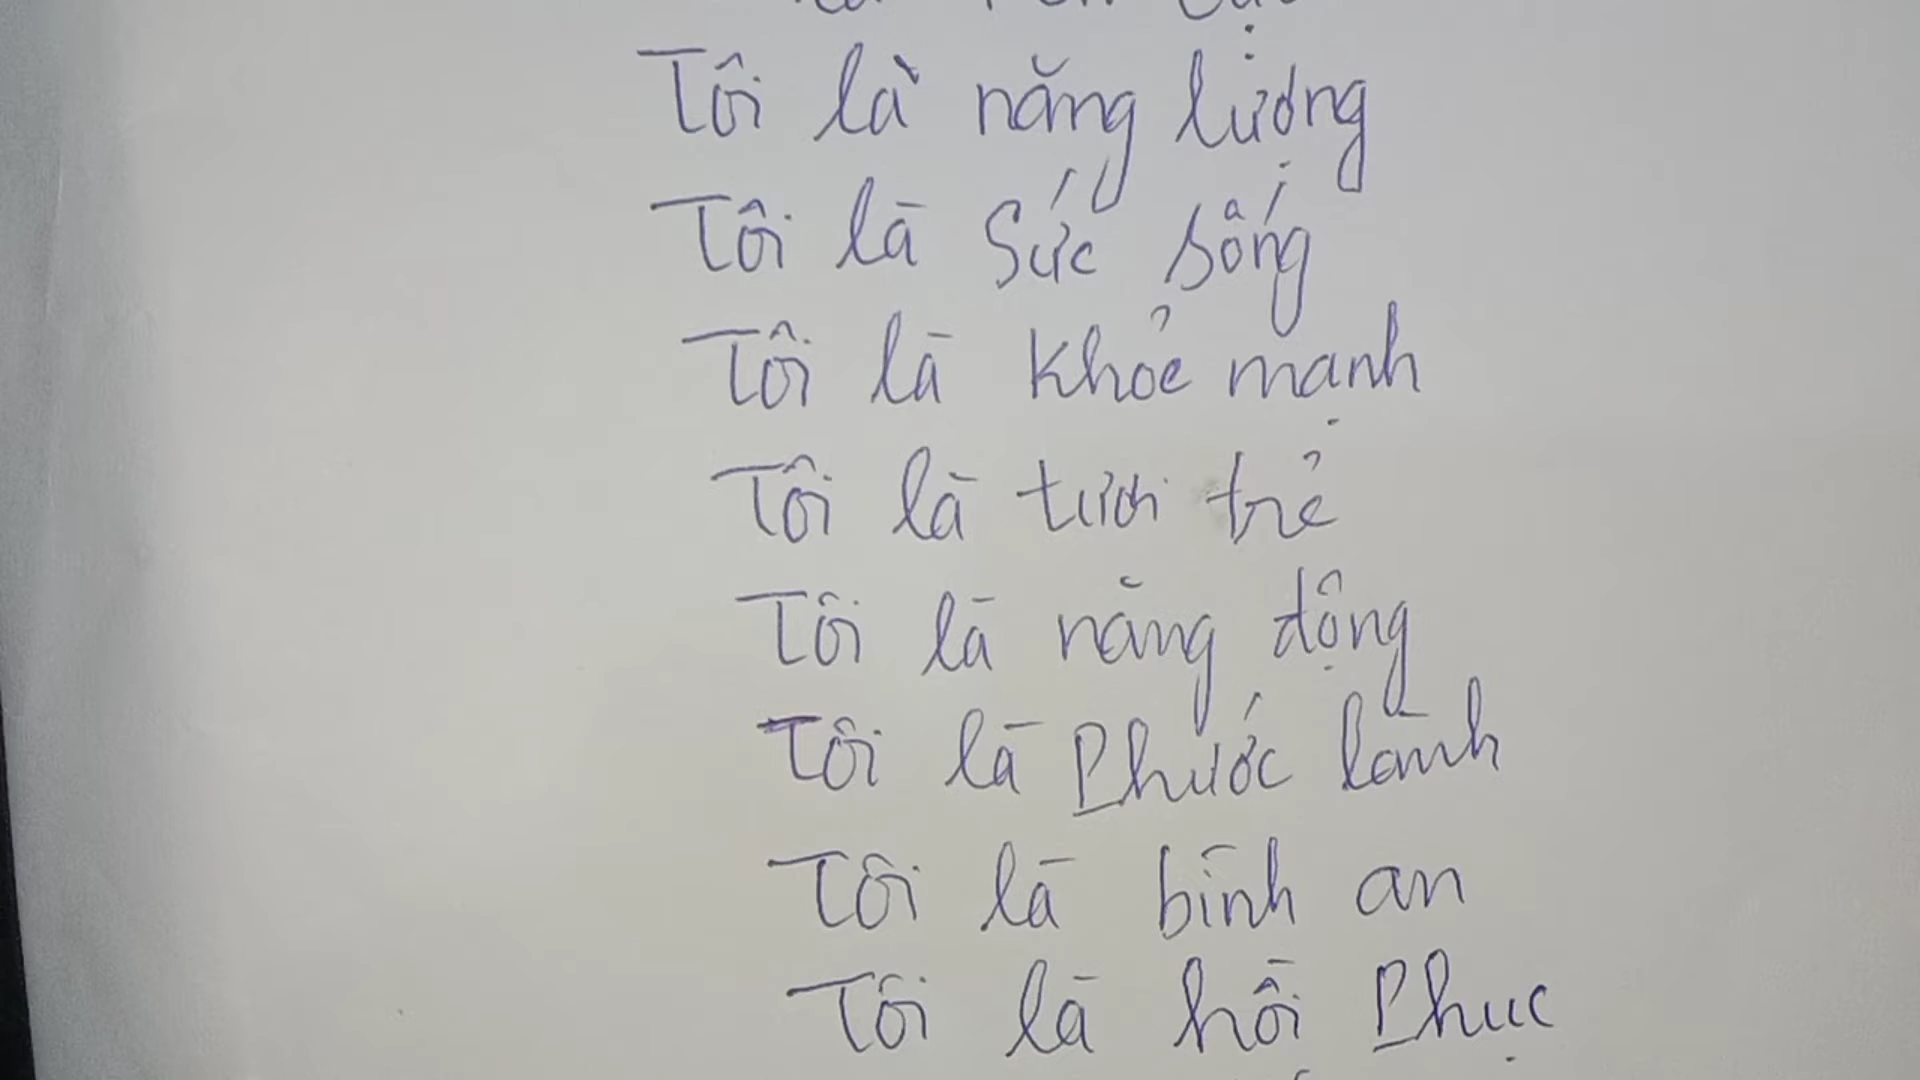 Tôi là năng lượng
Tôi là Sức sống
Tôi là Khỏe mạnh
Tôi là tươi trẻ
Tôi là năng động
Tôi là Phước lành
Tôi là bình an
Tôi là hồi Phục